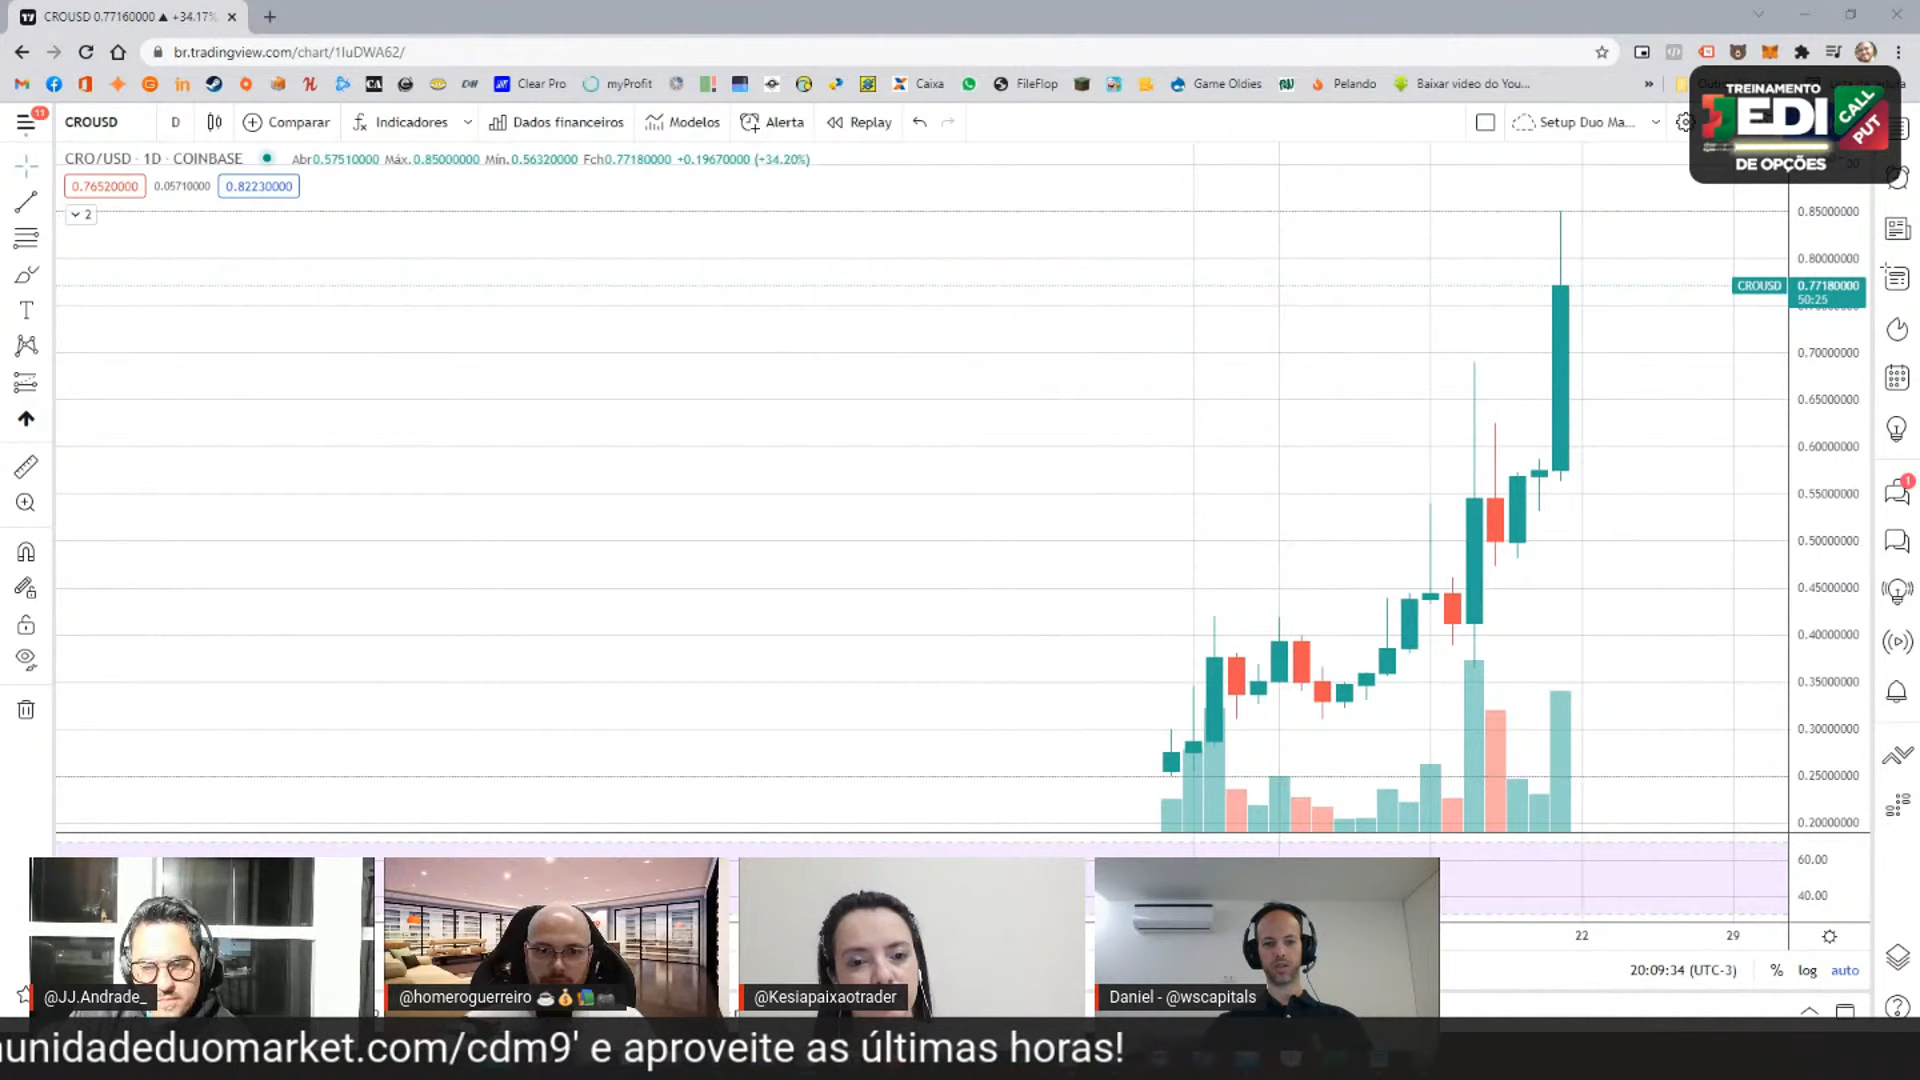 CROUSD 0.77160000 ▲ +34.17%
br.tradingview.com/chart/1IuDWA62/
Clear Pro
myProfit
Caixa
FileFlop
Game Oldies
Pelando
Baixar video do You...
»
TREINAMENTO
JEDI
CALL
PUT
DE OPÇÕES
11
CROUSD
D
Comparar
Indicadores
Dados financeiros
Modelos
Alerta
Replay
Setup Duo Ma...
CRO/USD · 1D · COINBASE
Abr0.57510000 Máx.0.85000000 Mín.0.56320000 Fch0.77180000 +0.19670000 (+34.20%)
0.76520000
0.05710000
0.82230000
2
0.85000000
0.80000000
CROUSD
0.77180000
50:25
0.70000000
0.65000000
0.60000000
0.55000000
0.50000000
0.45000000
0.40000000
0.35000000
0.30000000
0.25000000
0.20000000
60.00
40.00
1
22
29
20:09:34 (UTC-3)
%
log
auto
@JJ.Andrade_
@homeroguerreiro
@Kesiapaixaotrader
Daniel - @wscapitals
unidadeduomarket.com/cdm9' e aproveite as últimas horas!